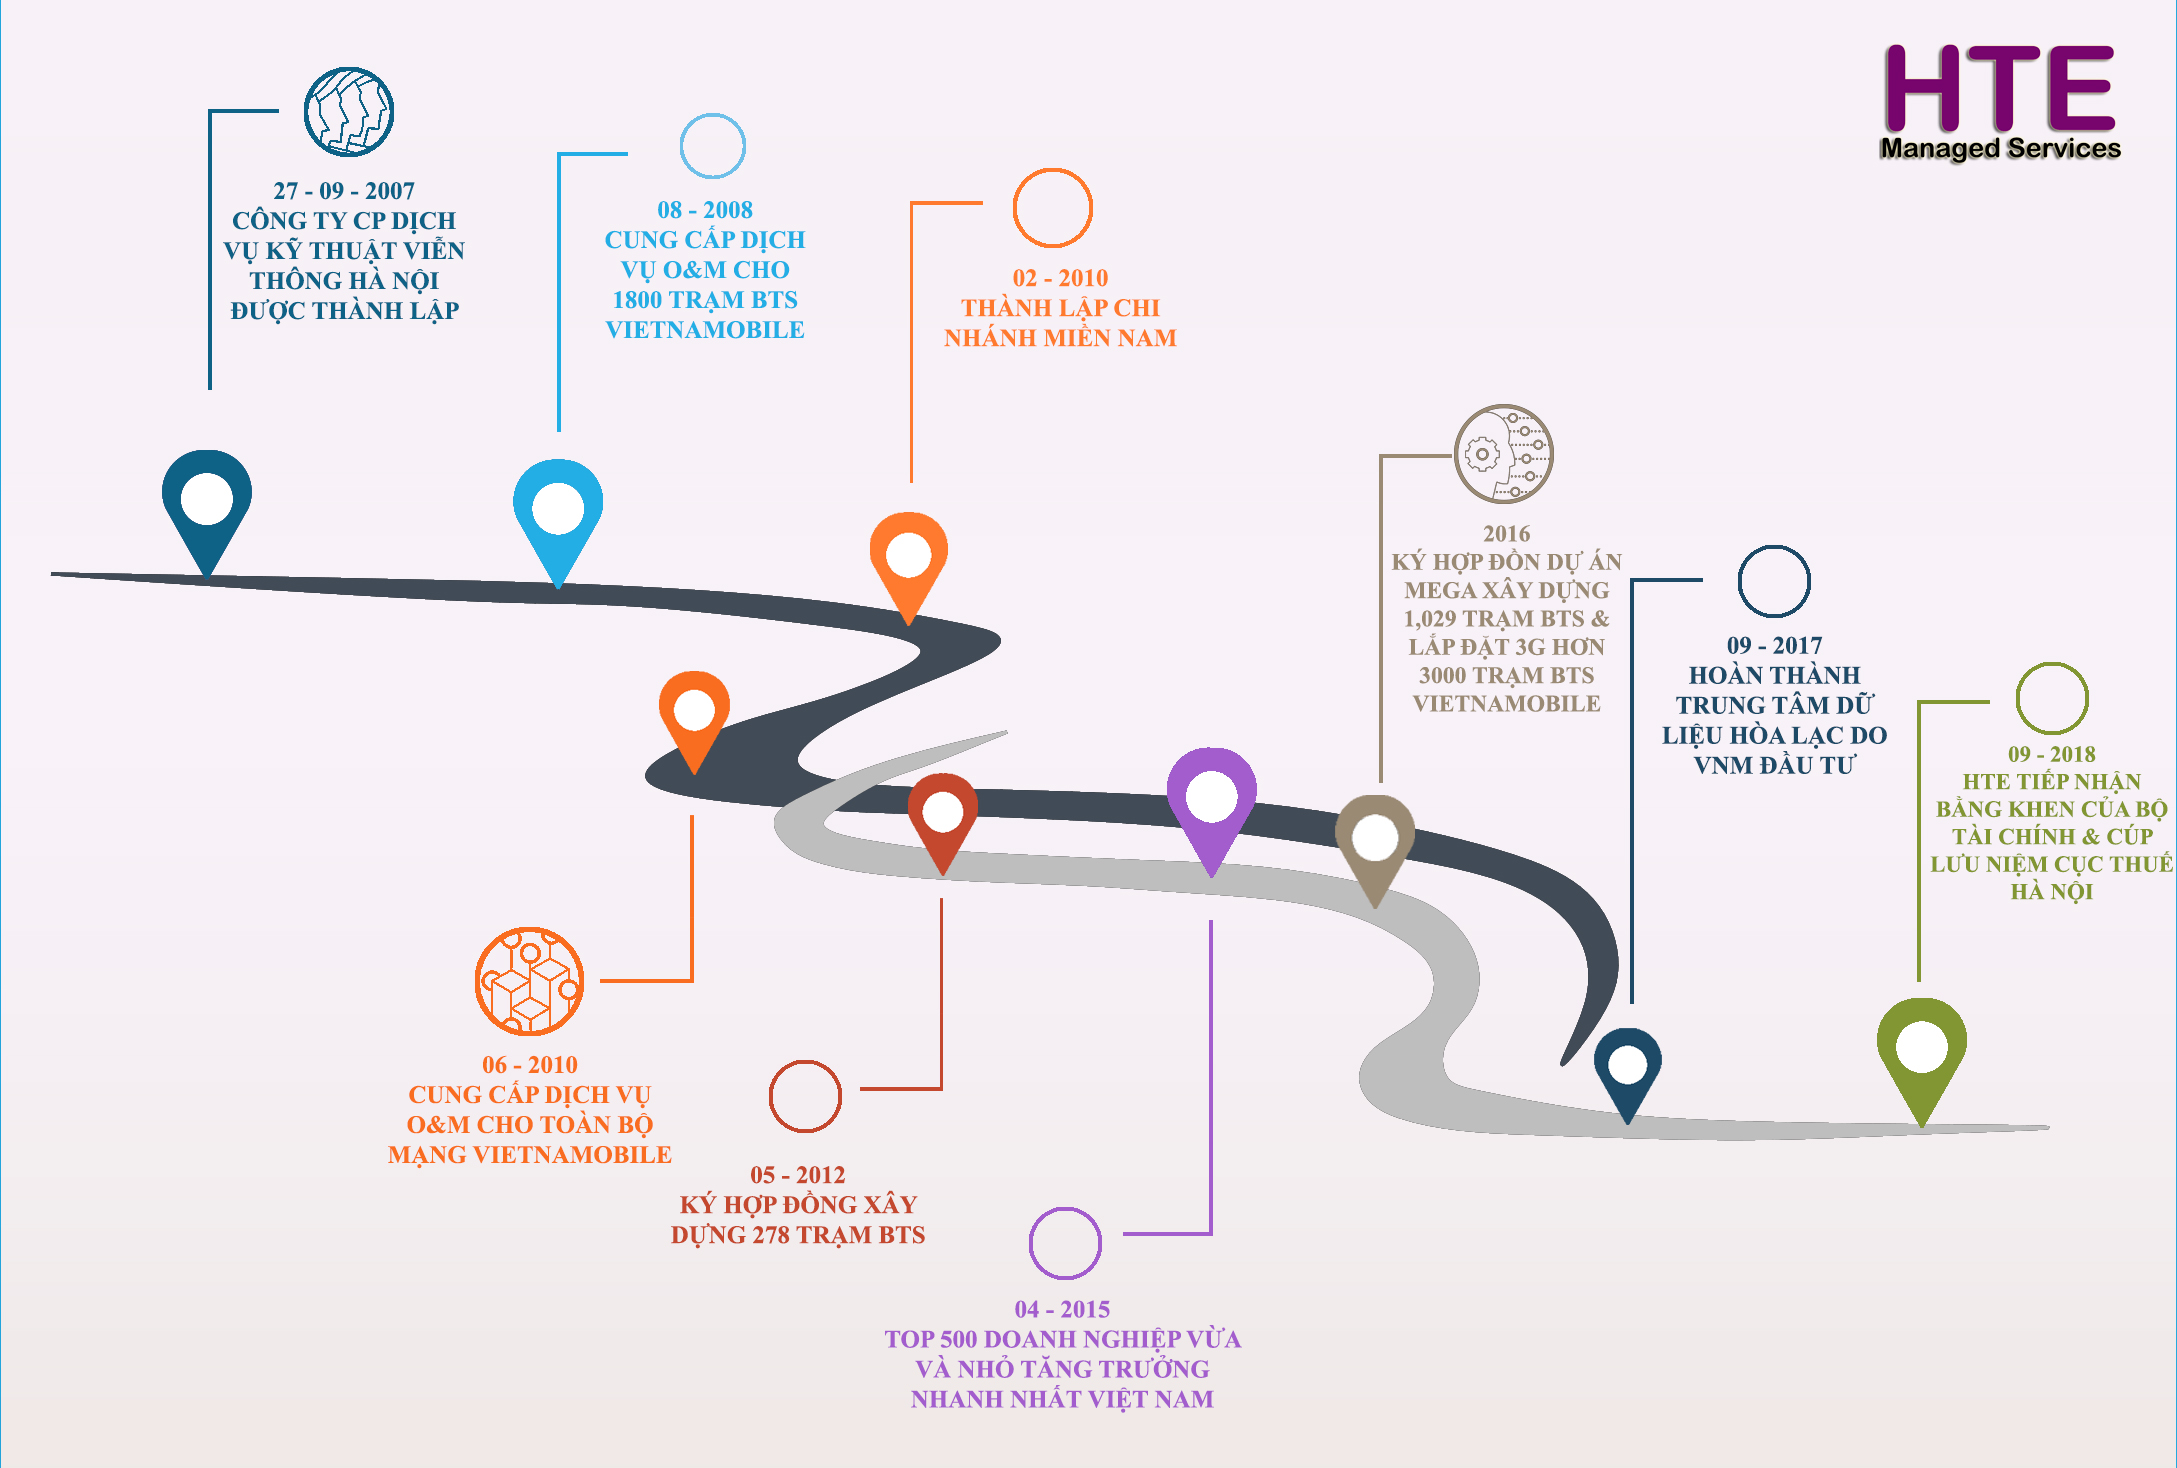 HTE
Managed Services
27 - 09 - 2007
CÔNG TY CP DỊCH
VỤ KỸ THUẬT VIỄN
THÔNG HÀ NỘI
ĐƯỢC THÀNH LẬP
08 - 2008
CUNG CẤP DỊCH
VỤ O&M CHO
1800 TRẠM BTS
VIETNAMOBILE
02 - 2010
THÀNH LẬP CHI
NHÁNH MIỀN NAM
06 - 2010
CUNG CẤP DỊCH VỤ
O&M CHO TOÀN BỘ
MẠNG VIETNAMOBILE
05 - 2012
KÝ HỢP ĐỒNG XÂY
DỰNG 278 TRẠM BTS
04 - 2015
TOP 500 DOANH NGHIỆP VỪA
VÀ NHỎ TĂNG TRƯỞNG
NHANH NHẤT VIỆT NAM
2016
KÝ HỢP ĐỒN DỰ ÁN
MEGA XÂY DỰNG
1,029 TRẠM BTS &
LẮP ĐẶT 3G HƠN
3000 TRẠM BTS
VIETNAMOBILE
09 - 2017
HOÀN THÀNH
TRUNG TÂM DỮ
LIỆU HÒA LẠC DO
VNM ĐẦU TƯ
09 - 2018
HTE TIẾP NHẬN
BẰNG KHEN CỦA BỘ
TÀI CHÍNH & CÚP
LƯU NIỆM CỤC THUẾ
HÀ NỘI